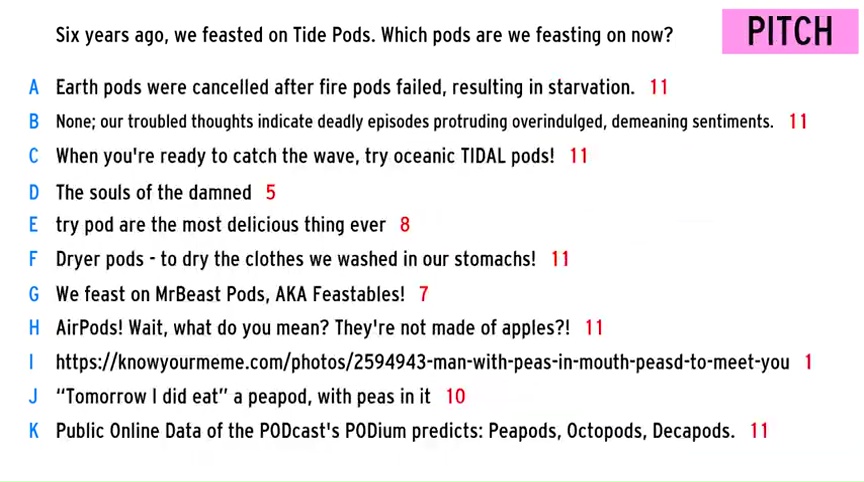 Six years ago, we feasted on Tide Pods. Which pods are we feasting on now?
PITCH
A Earth pods were cancelled after fire pods failed, resulting in starvation. 11
B None; our troubled thoughts indicate deadly episodes protruding overindulged, demeaning sentiments. 11
C When you're ready to catch the wave, try oceanic TIDAL pods! 11
D The souls of the damned 5
E try pod are the most delicious thing ever 8
F Dryer pods - to dry the clothes we washed in our stomachs! 11
G We feast on MrBeast Pods, AKA Feastables! 7
H AirPods! Wait, what do you mean? They're not made of apples?! 11
I https://knowyourmeme.com/photos/2594943-man-with-peas-in-mouth-peasd-to-meet-you 1
J “Tomorrow I did eat” a peapod, with peas in it 10
K Public Online Data of the PODcast's PODium predicts: Peapods, Octopods, Decapods. 11